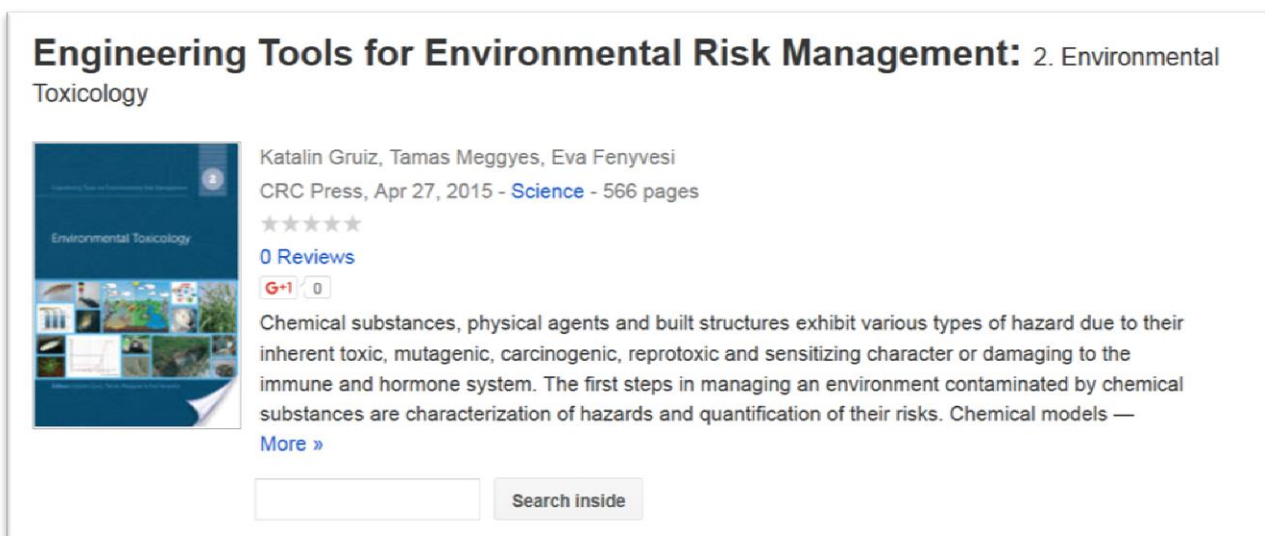 Engineering Tools for Environmental Risk Management: 2. Environmental
Toxicology
2
Environmental Toxicology
Katalin Gruiz, Tamas Meggyes, Eva Fenyvesi
CRC Press, Apr 27, 2015 - Science - 566 pages
0 Reviews
G+1 0
Chemical substances, physical agents and built structures exhibit various types of hazard due to their
inherent toxic, mutagenic, carcinogenic, reprotoxic and sensitizing character or damaging to the
immune and hormone system. The first steps in managing an environment contaminated by chemical
substances are characterization of hazards and quantification of their risks. Chemical models —
More »
Search inside